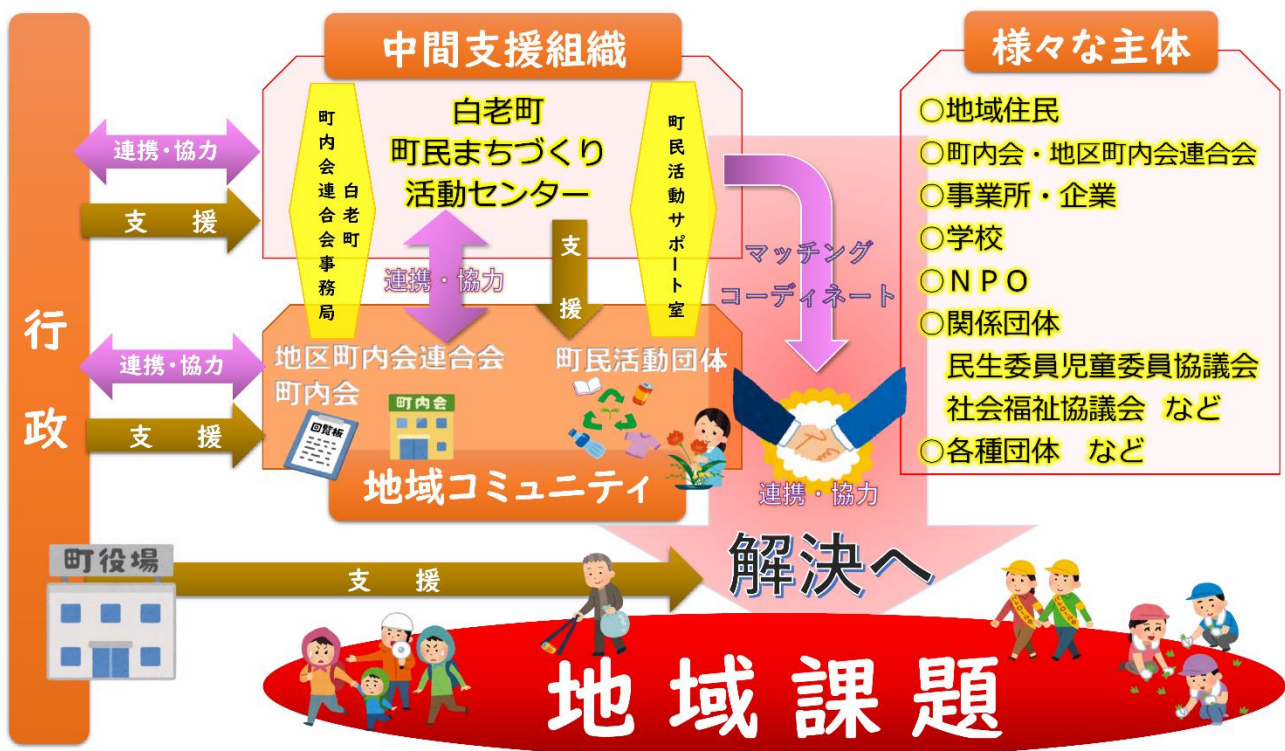 行政
町役場
中間支援組織
白老町
町内会連合会事務局
白老町
町民まちづくり
活動センター
町民活動サポート室
連携・協力
支　援
連携・協力
支援
連携・協力
支　援
地区町内会連合会
町内会
回覧板
町内会
町民活動団体
地域コミュニティ
マッチング
コーディネート
連携・協力
様々な主体
○地域住民
○町内会・地区町内会連合会
○事業所・企業
○学校
○ＮＰＯ
○関係団体
民生委員児童委員協議会
社会福祉協議会　など
○各種団体　など
支　援
解決へ
地域課題